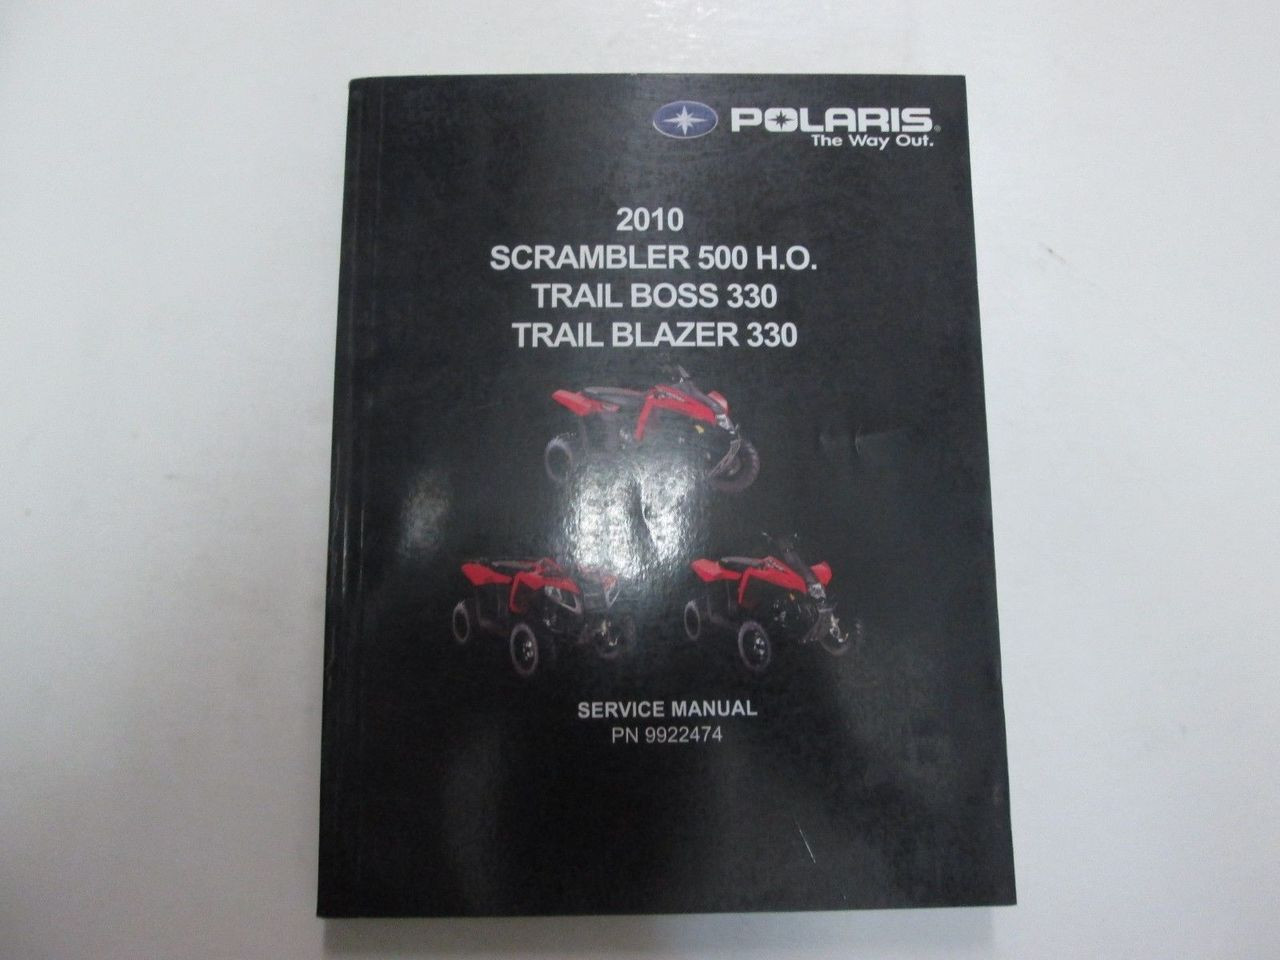 POLARIS®
The Way Out.
2010
SCRAMBLER 500 H.O.
TRAIL BOSS 330
TRAIL BLAZER 330
SERVICE MANUAL
PN 9922474